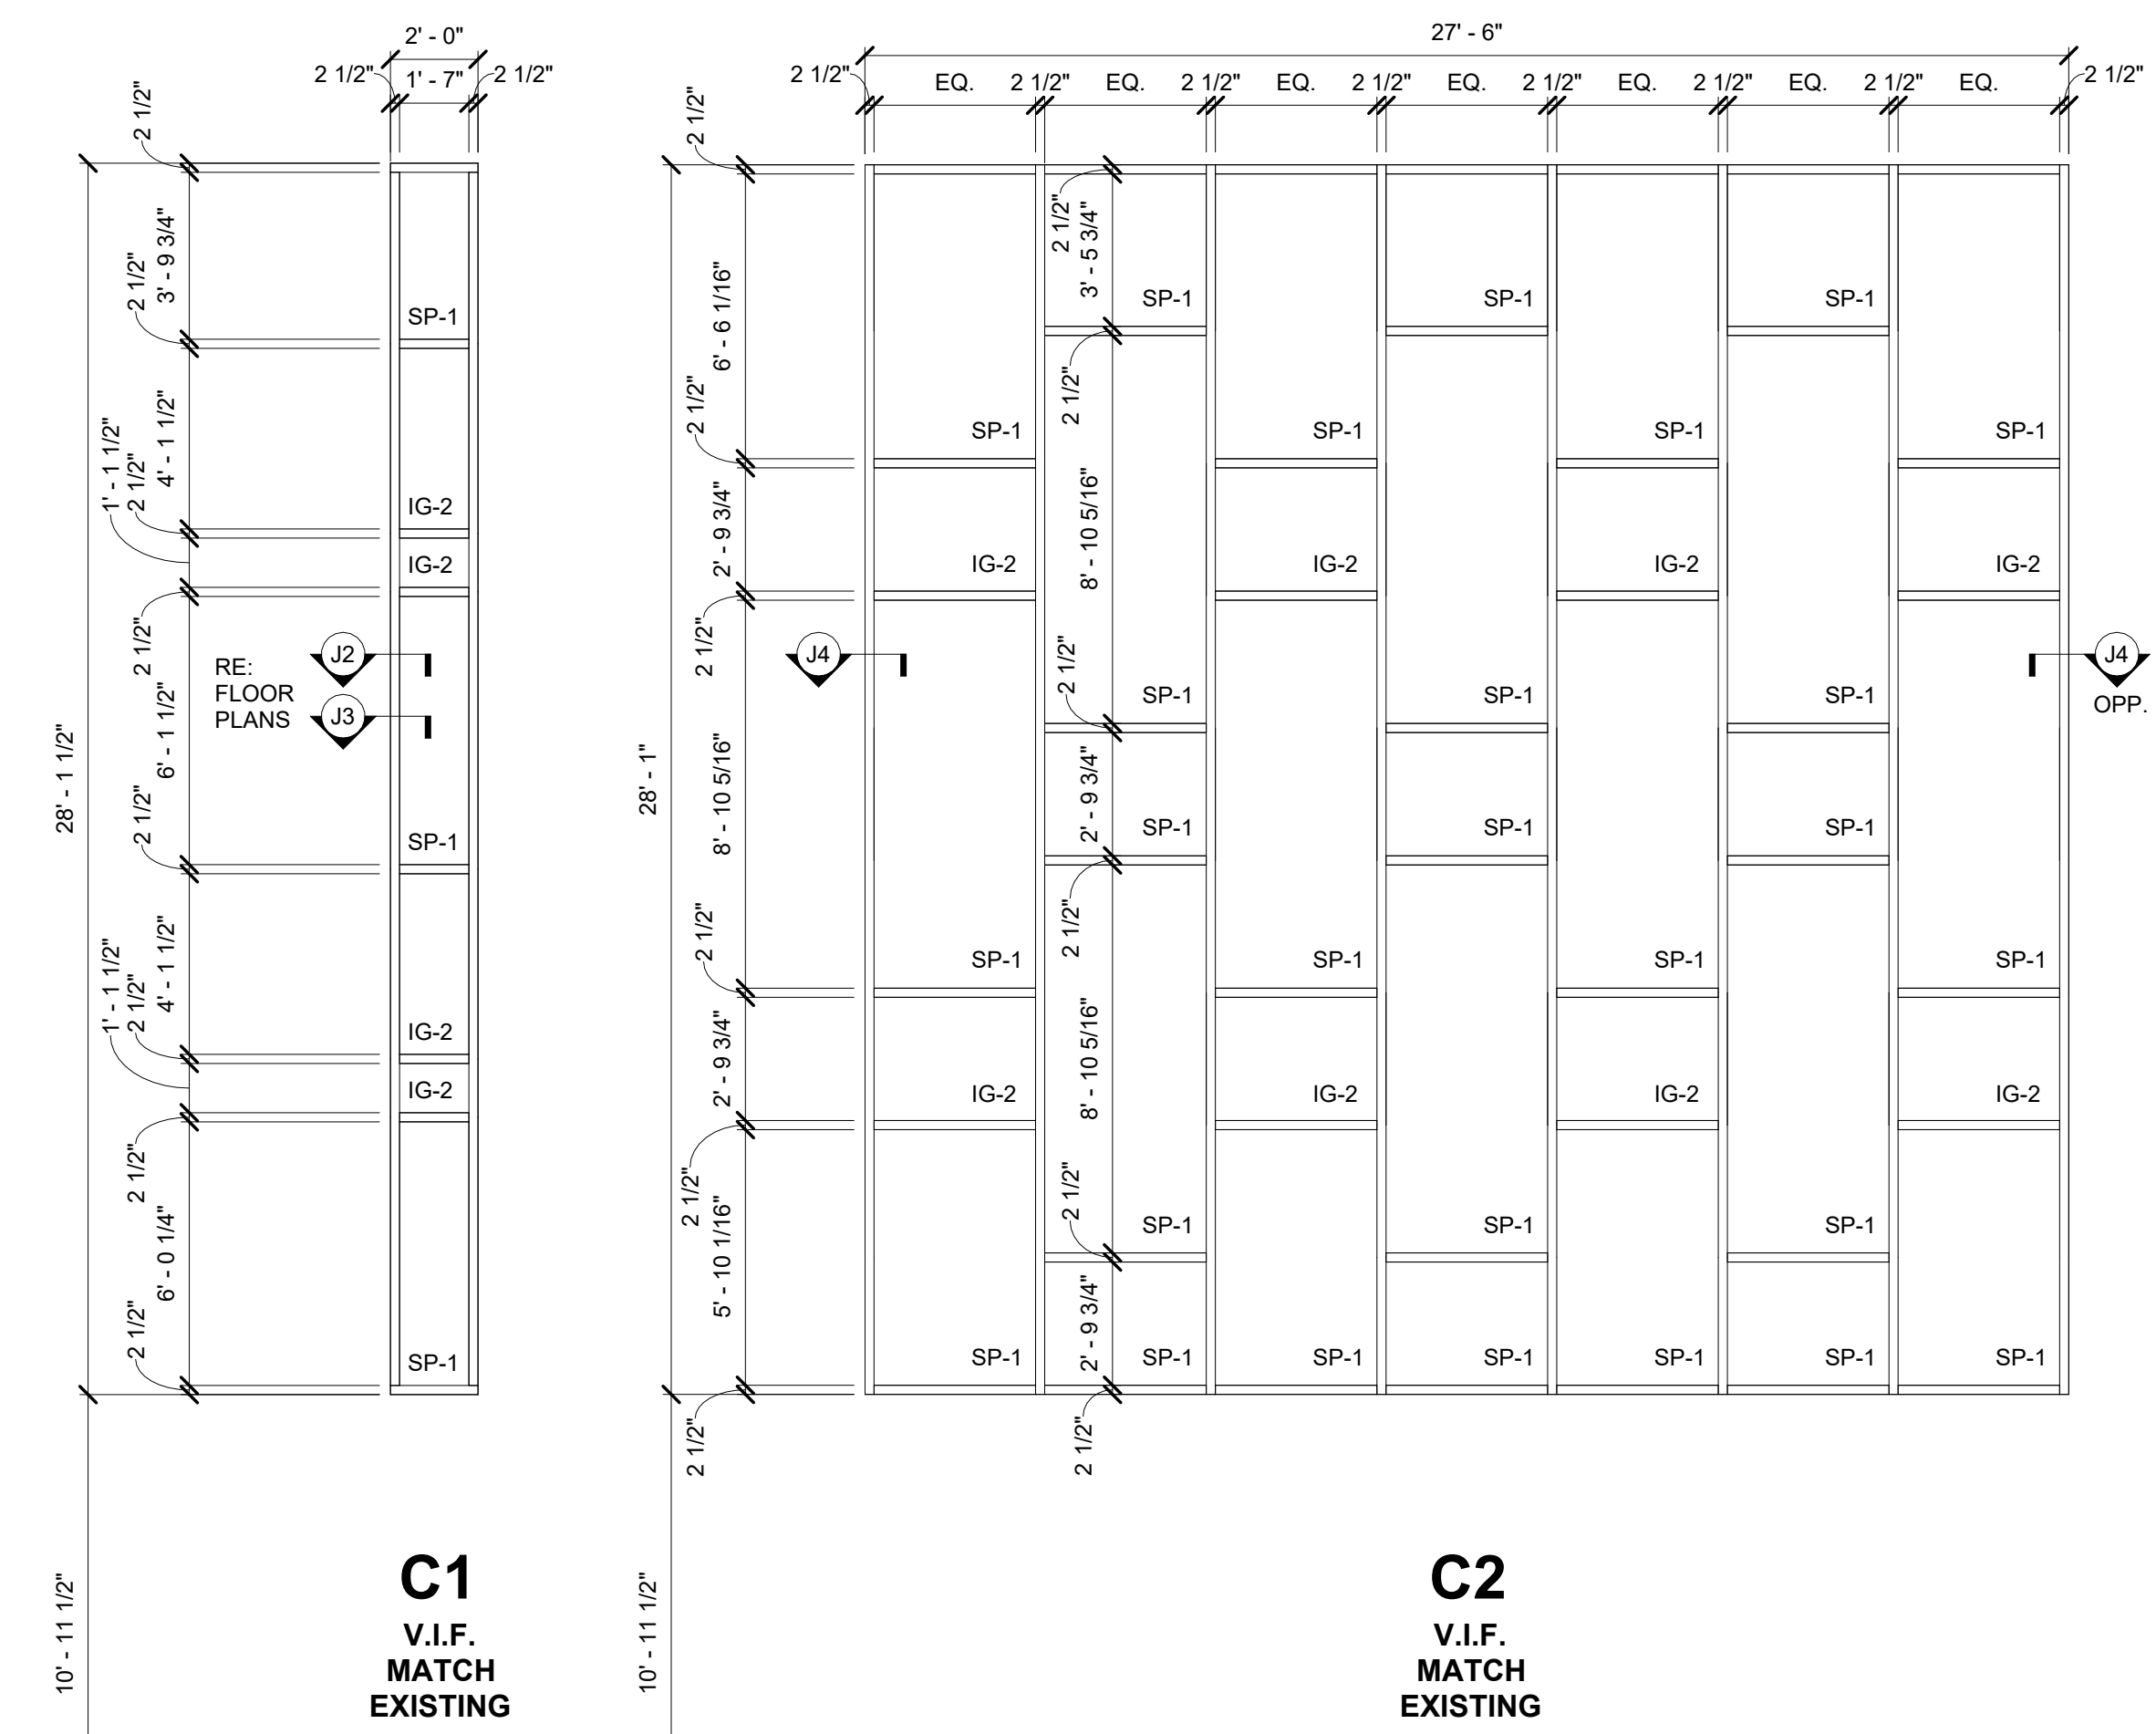 2' - 0"
2 1/2"
1' - 7"
2 1/2"
2 1/2"
3' - 9 3/4"
2 1/2"
4' - 1 1/2"
2 1/2"
1' - 1 1/2"
2 1/2"
6' - 1 1/2"
2 1/2"
4' - 1 1/2"
2 1/2"
1' - 1 1/2"
2 1/2"
6' - 0 1/4"
2 1/2"
28' - 1 1/2"
10' - 11 1/2"
SP-1
IG-2
IG-2
RE:
FLOOR
PLANS
J2
J3
SP-1
IG-2
IG-2
SP-1
C1
V.I.F.
MATCH
EXISTING
27' - 6"
2 1/2" EQ. 2 1/2" EQ. 2 1/2" EQ. 2 1/2" EQ. 2 1/2" EQ. 2 1/2" EQ. 2 1/2" EQ. 2 1/2"
2 1/2"
6' - 6 1/16"
2 1/2"
2' - 9 3/4"
2 1/2"
8' - 10 5/16"
2 1/2"
2' - 9 3/4"
2 1/2"
5' - 10 1/16"
2 1/2"
28' - 1"
10' - 11 1/2"
2 1/2"
3' - 5 3/4"
2 1/2"
8' - 10 5/16"
2 1/2"
2' - 9 3/4"
2 1/2"
8' - 10 5/16"
2 1/2"
2' - 9 3/4"
2 1/2"
SP-1 SP-1 SP-1
SP-1 SP-1 SP-1 SP-1
IG-2 IG-2 IG-2 IG-2
J4
J4
OPP.
SP-1 SP-1 SP-1
SP-1 SP-1 SP-1
SP-1 SP-1 SP-1 SP-1
IG-2 IG-2 IG-2 IG-2
SP-1 SP-1 SP-1
SP-1 SP-1 SP-1 SP-1 SP-1 SP-1 SP-1
C2
V.I.F.
MATCH
EXISTING